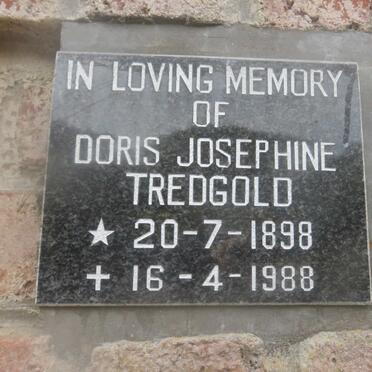 IN LOVING MEMORY
OF
DORIS JOSEPHINE
TREDGOLD
★ 20-7-1898
+ 16-4-1988